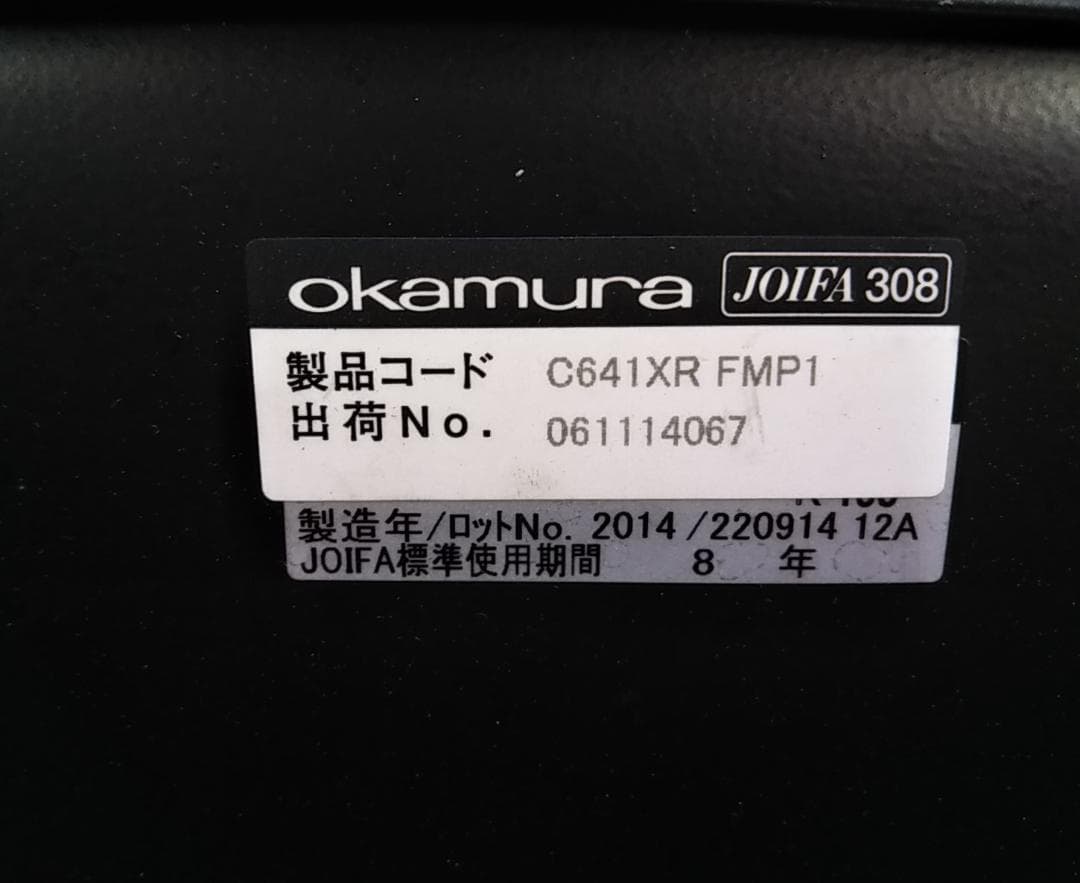 okamura JOIFA 308
製品コード C641XR FMP1
出荷No. 061114067
製造年/ロットNo. 2014 /220914 12A
JOIFA標準使用期間 8 年